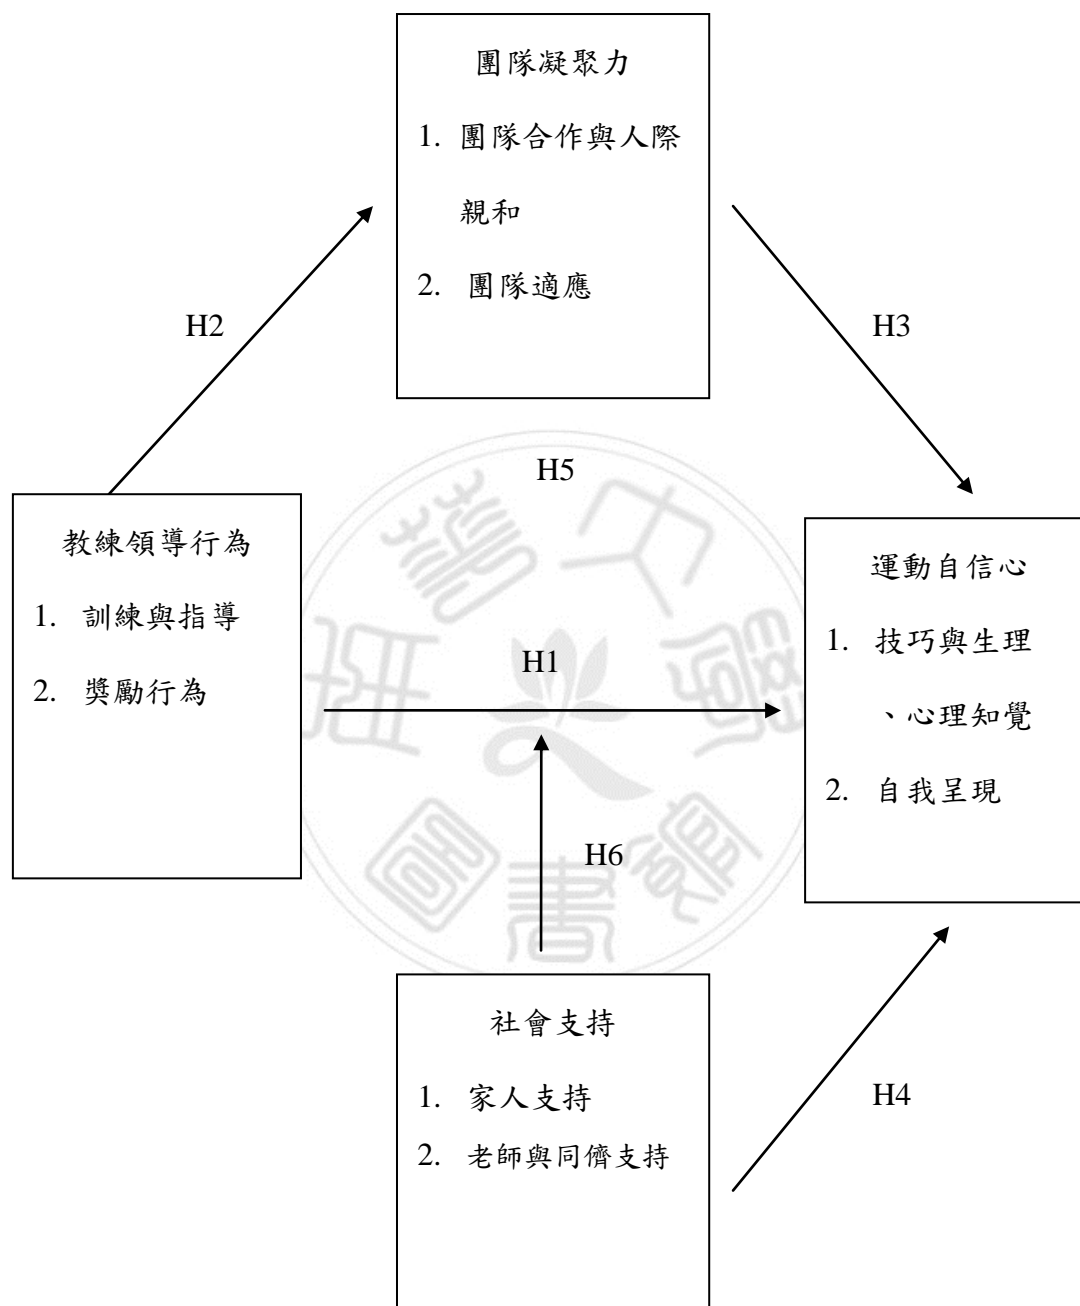 團隊凝聚力
1. 團隊合作與人際
親和
2. 團隊適應
H2
H3
H5
教練領導行為
1. 訓練與指導
2. 獎勵行為
H1
運動自信心
1. 技巧與生理
、心理知覺
2. 自我呈現
H6
社會支持
1. 家人支持
2. 老師與同儕支持
H4